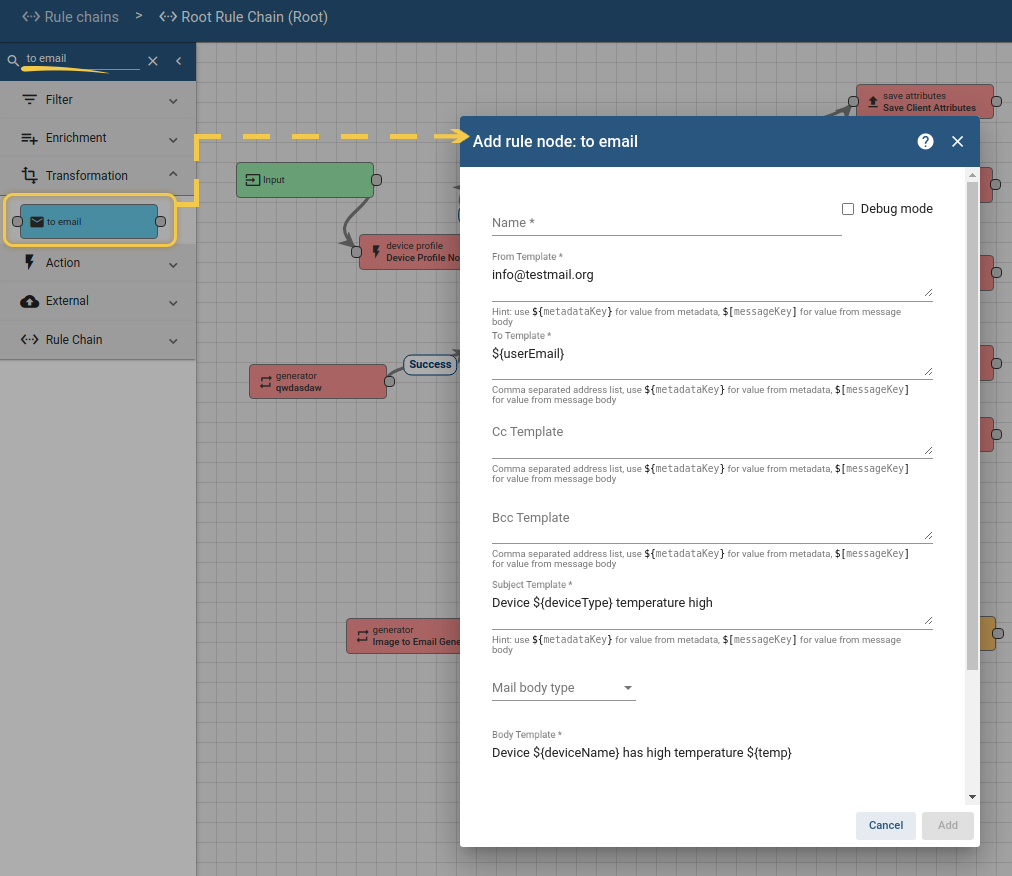 Rule chains > Root Rule Chain (Root)
to email
Filter
Enrichment
Transformation
to email
Action
External
Rule Chain
save attributes
Save Client Attributes
Input
device profile
Device Profile No
generator
qwdasdaw
Success
generator
Image to Email Gene
Add rule node: to email
Name *
Debug mode
From Template *
info@testmail.org
Hint: use ${metadataKey} for value from metadata, $[messageKey] for value from message
body
To Template *
${userEmail}
Comma separated address list, use ${metadataKey} for value from metadata, $[messageKey]
for value from message body
Cc Template
Comma separated address list, use ${metadataKey} for value from metadata, $[messageKey]
for value from message body
Bcc Template
Comma separated address list, use ${metadataKey} for value from metadata, $[messageKey]
for value from message body
Subject Template *
Device ${deviceType} temperature high
Hint: use ${metadataKey} for value from metadata, $[messageKey] for value from message
body
Mail body type
Body Template *
Device ${deviceName} has high temperature ${temp}
Cancel
Add